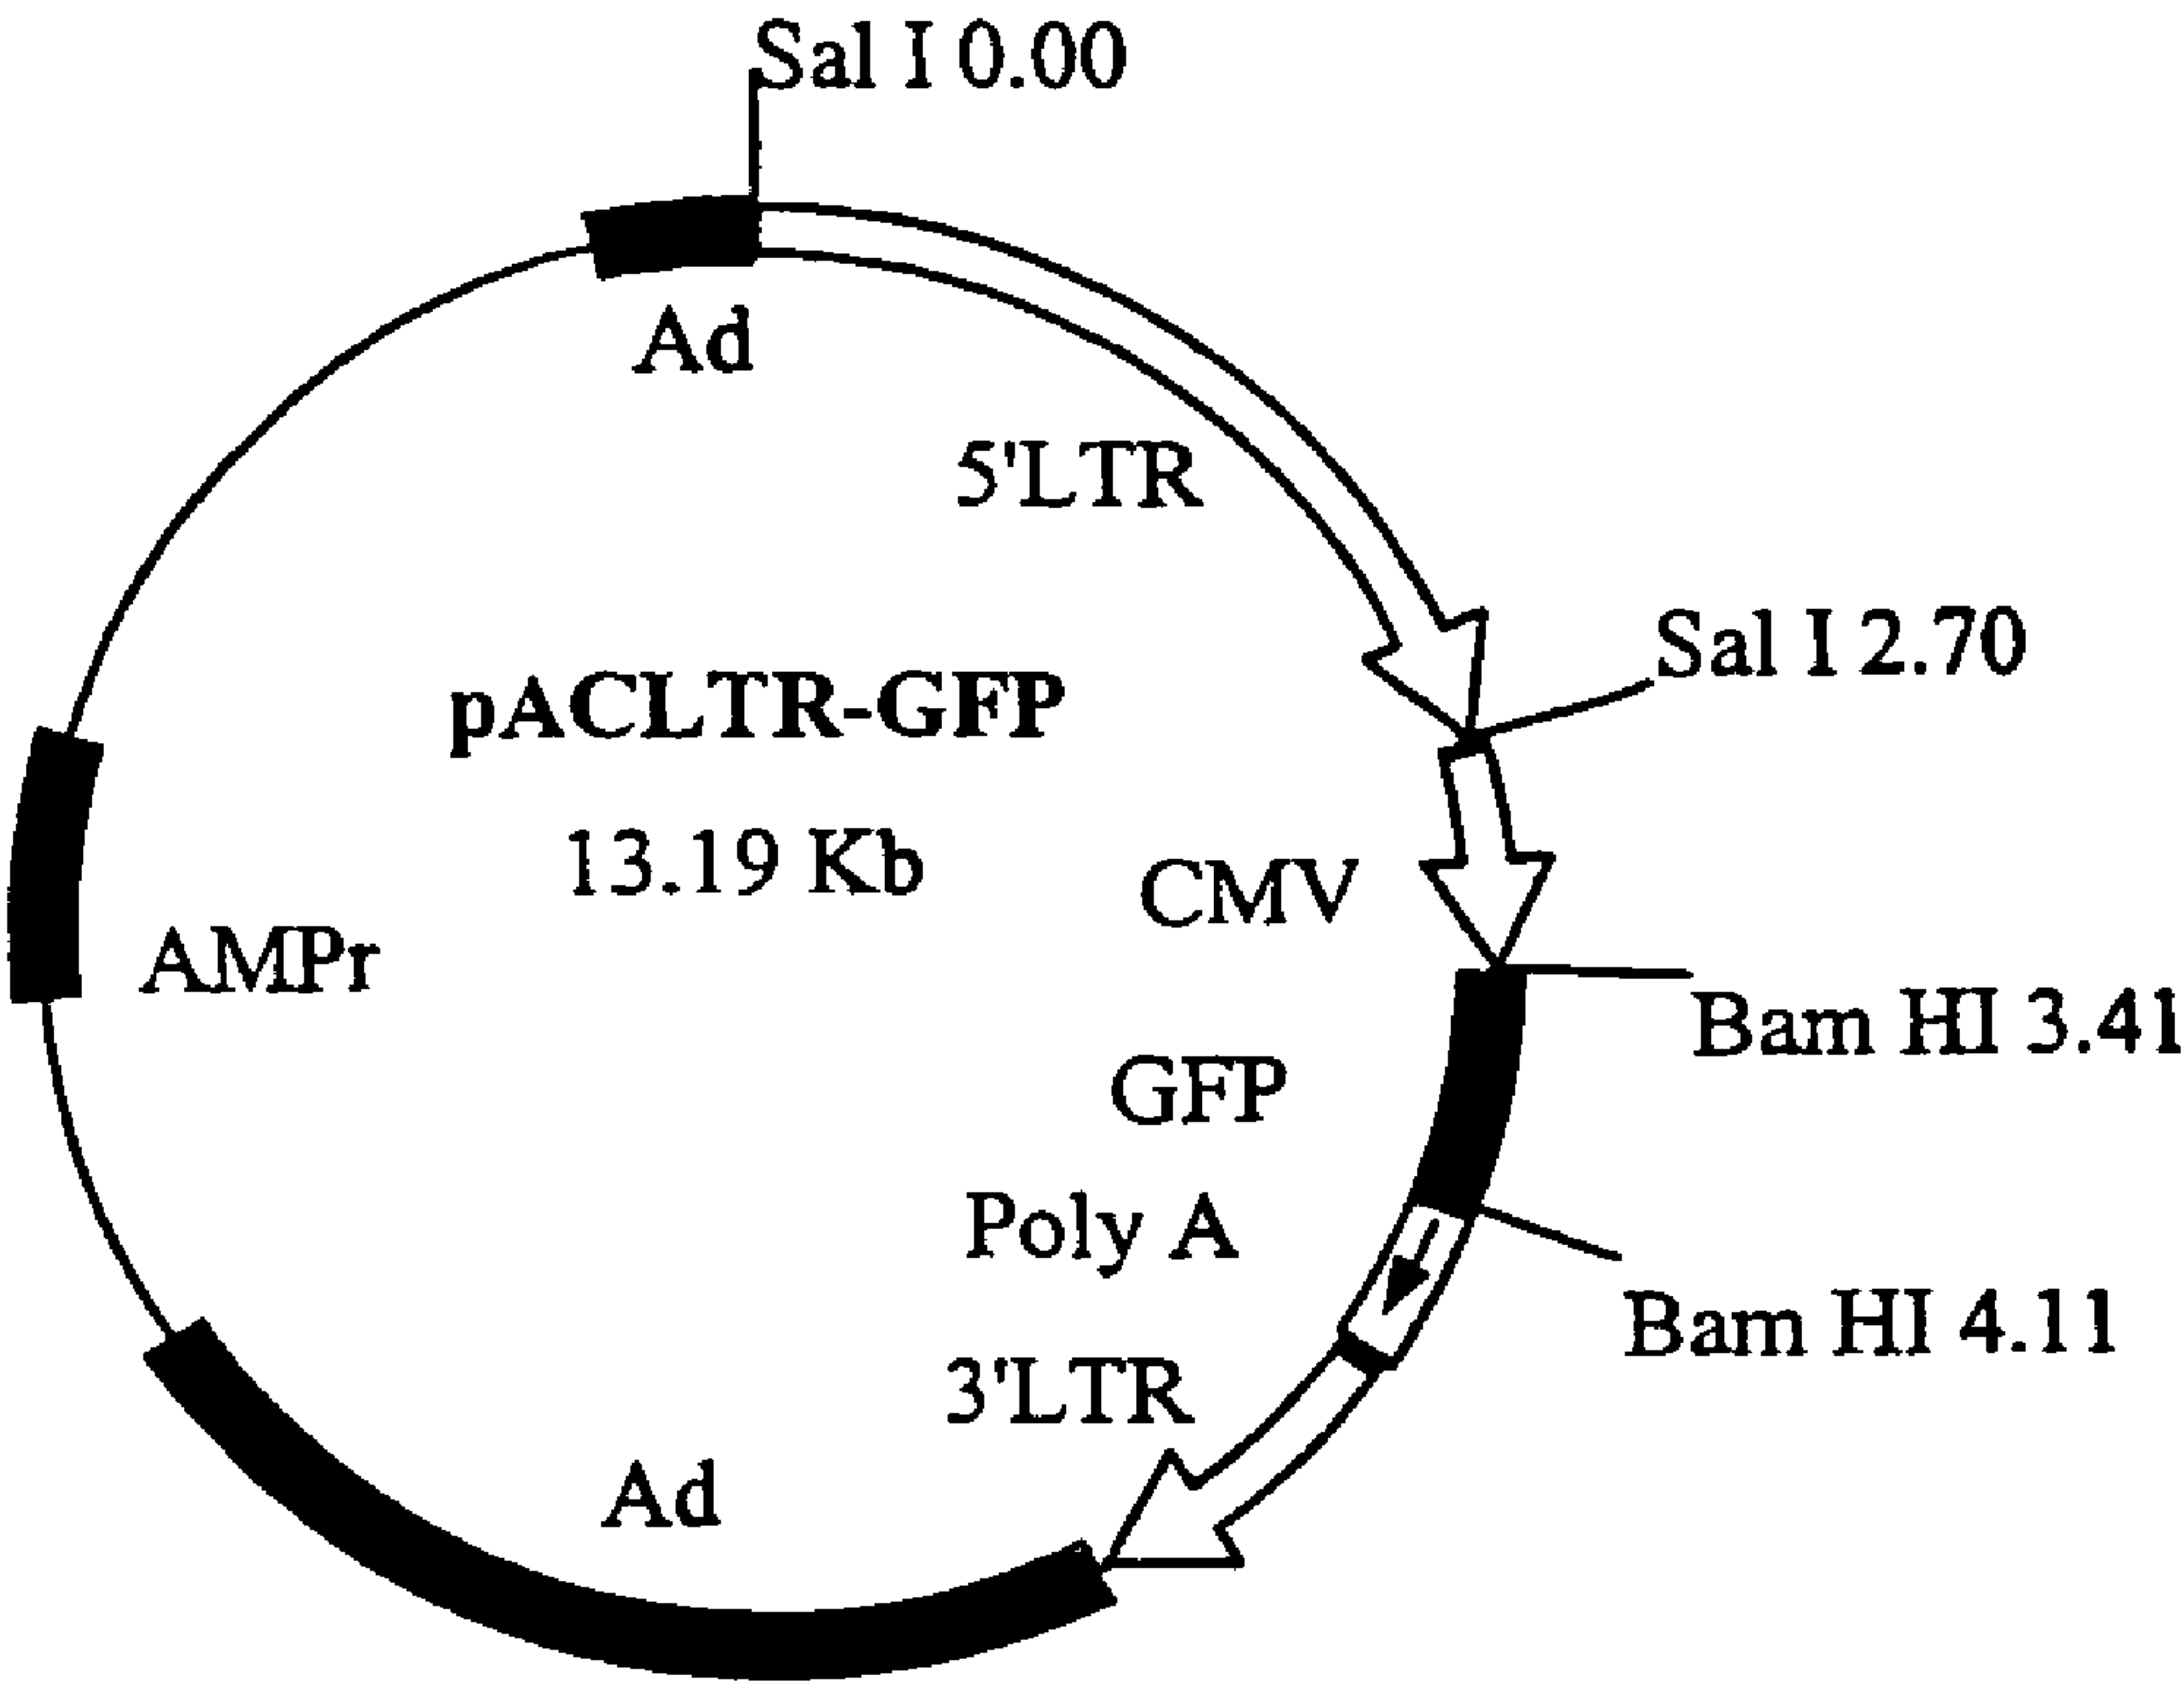 Sal I 0.00
Ad
5'LTR
Sal I 2.70
pACLTR-GFP
13.19 Kb
CMV
AMPr
Bam HI 3.41
GFP
Poly A
Bam HI 4.11
3'LTR
Ad